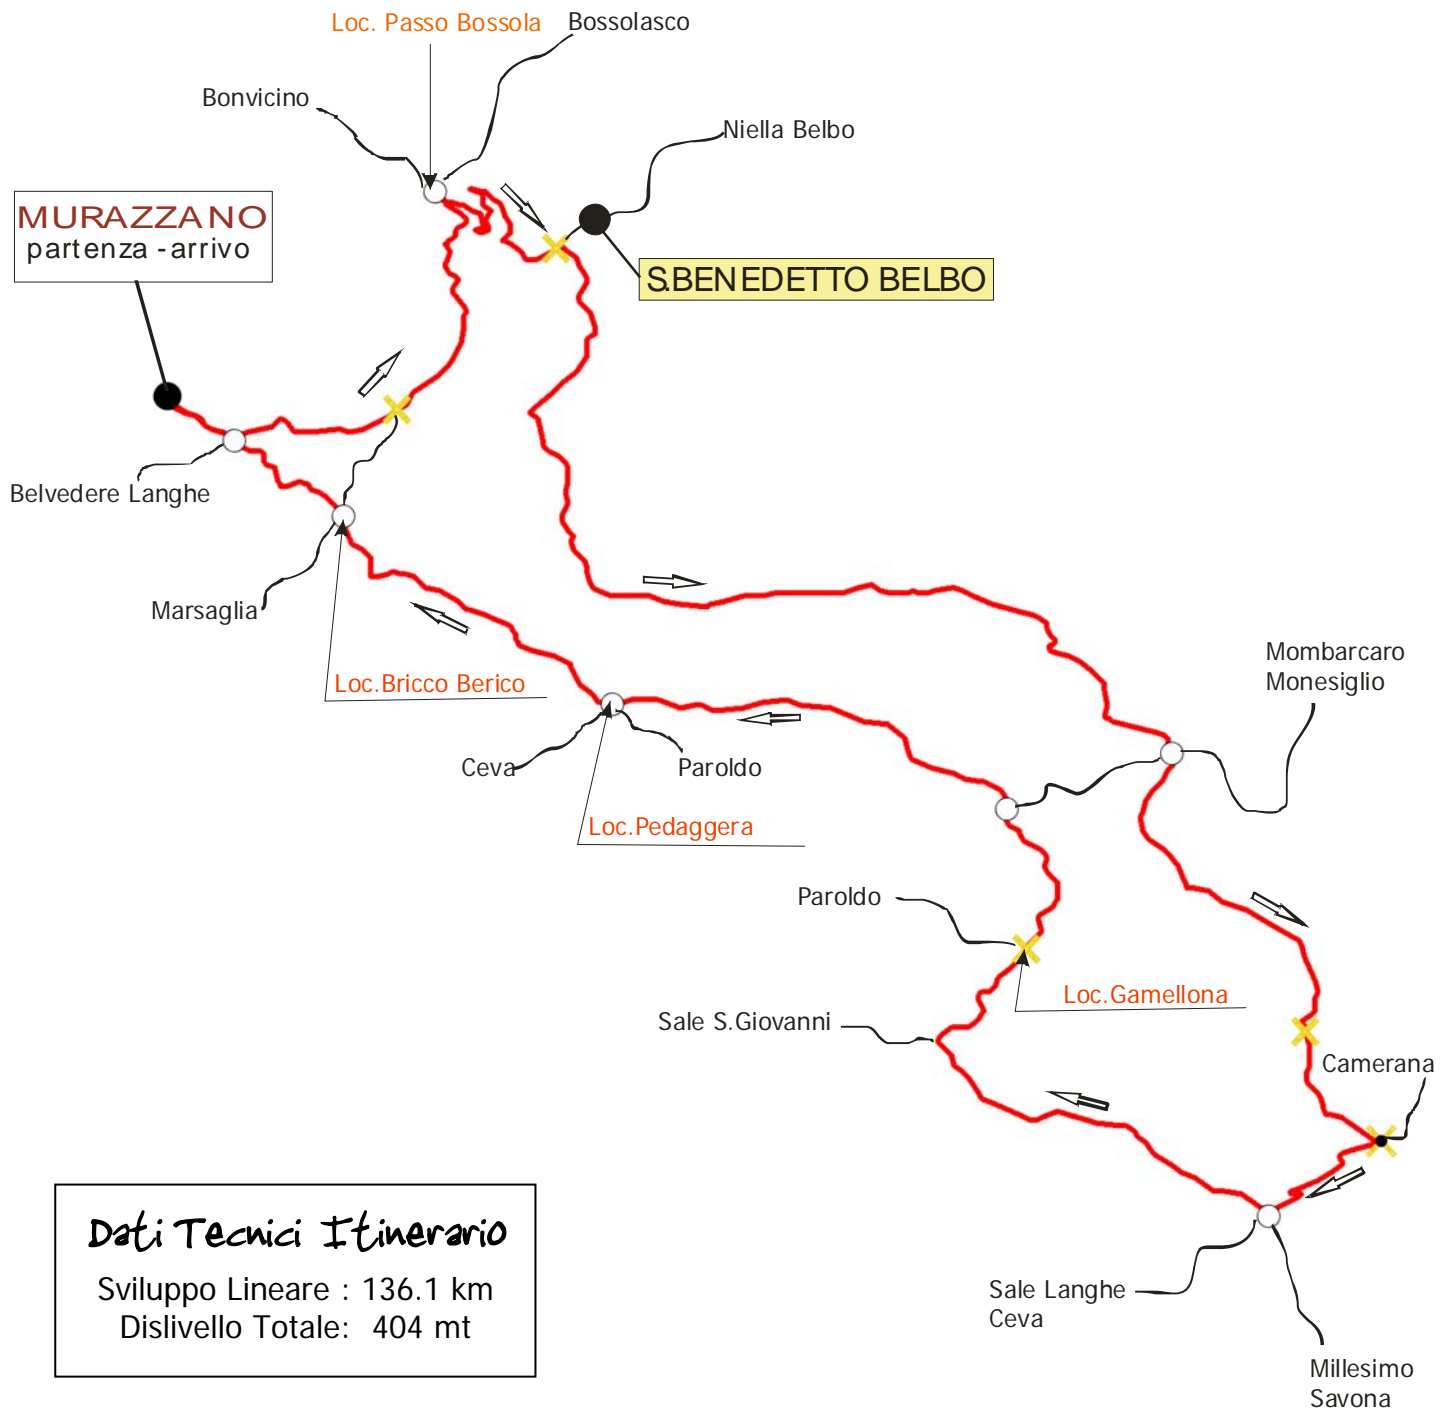 Loc. Passo Bossola
Bossolasco
Bonvicino
Niella Belbo
MURAZZANO
partenza - arrivo
S.BENEDETTO BELBO
Belvedere Langhe
Marsaglia
Loc.Bricco Berico
Mombarcaro
Monesiglio
Ceva
Paroldo
Loc.Pedaggera
Paroldo
Loc.Gamellona
Sale S.Giovanni
Camerana
Dati Tecnici Itinerario
Sviluppo Lineare : 136.1 km
Dislivello Totale: 404 mt
Sale Langhe
Ceva
Millesimo
Savona